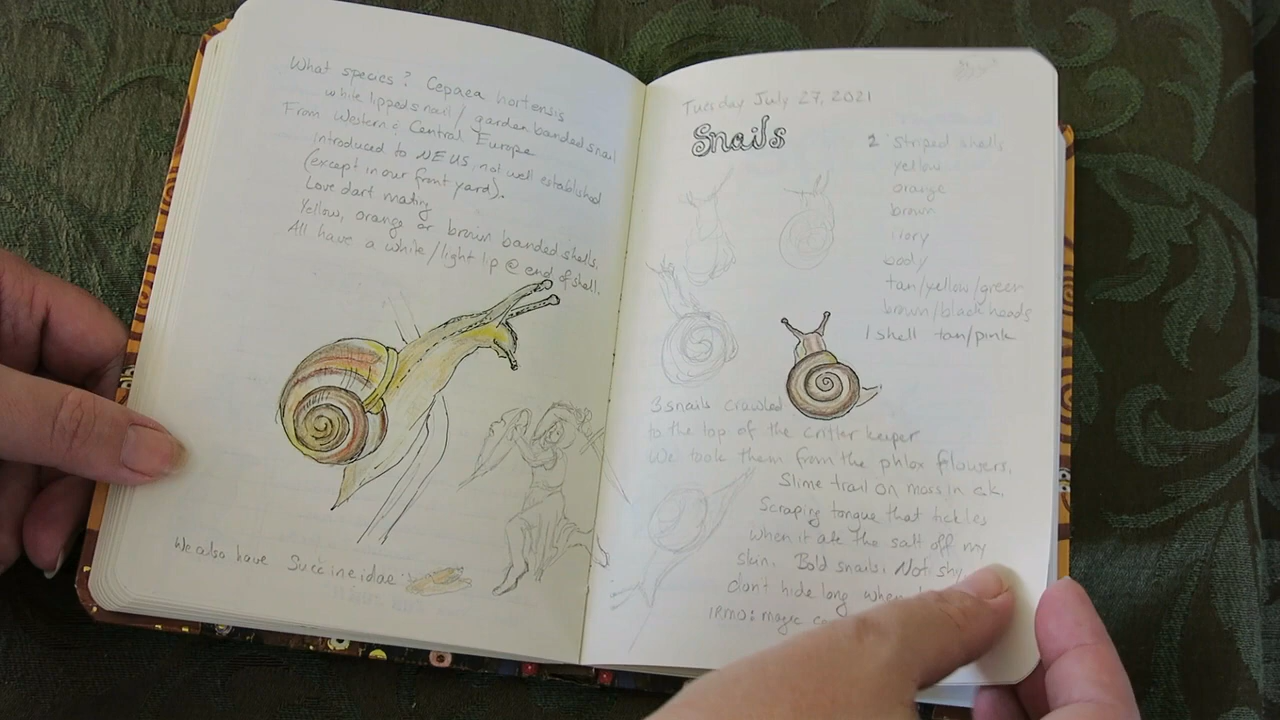 What species? Cepaea hortensis
white lipped snail / garden banded snail
From Western & Central Europe
introduced to NEUS, not well established
(except in our front yard).
Love dart mating
Yellow, orange or brown banded shells.
All have a white/light lip @ end of shell.
We also have Succineidae
Tuesday July 27, 2021
Snails
2 striped shells
yellow
orange
brown
ivory
body
tan/yellow/green
brown/black heads
1 shell tan/pink
3 snails crawled
to the top of the critter keeper
We took them from the phlox flowers.
Slime trail on moss in c.k.
Scraping tongue that tickles
when it ate the salt off my
skin. Bold snails! Not shy
don't hide long
IRMO: magic